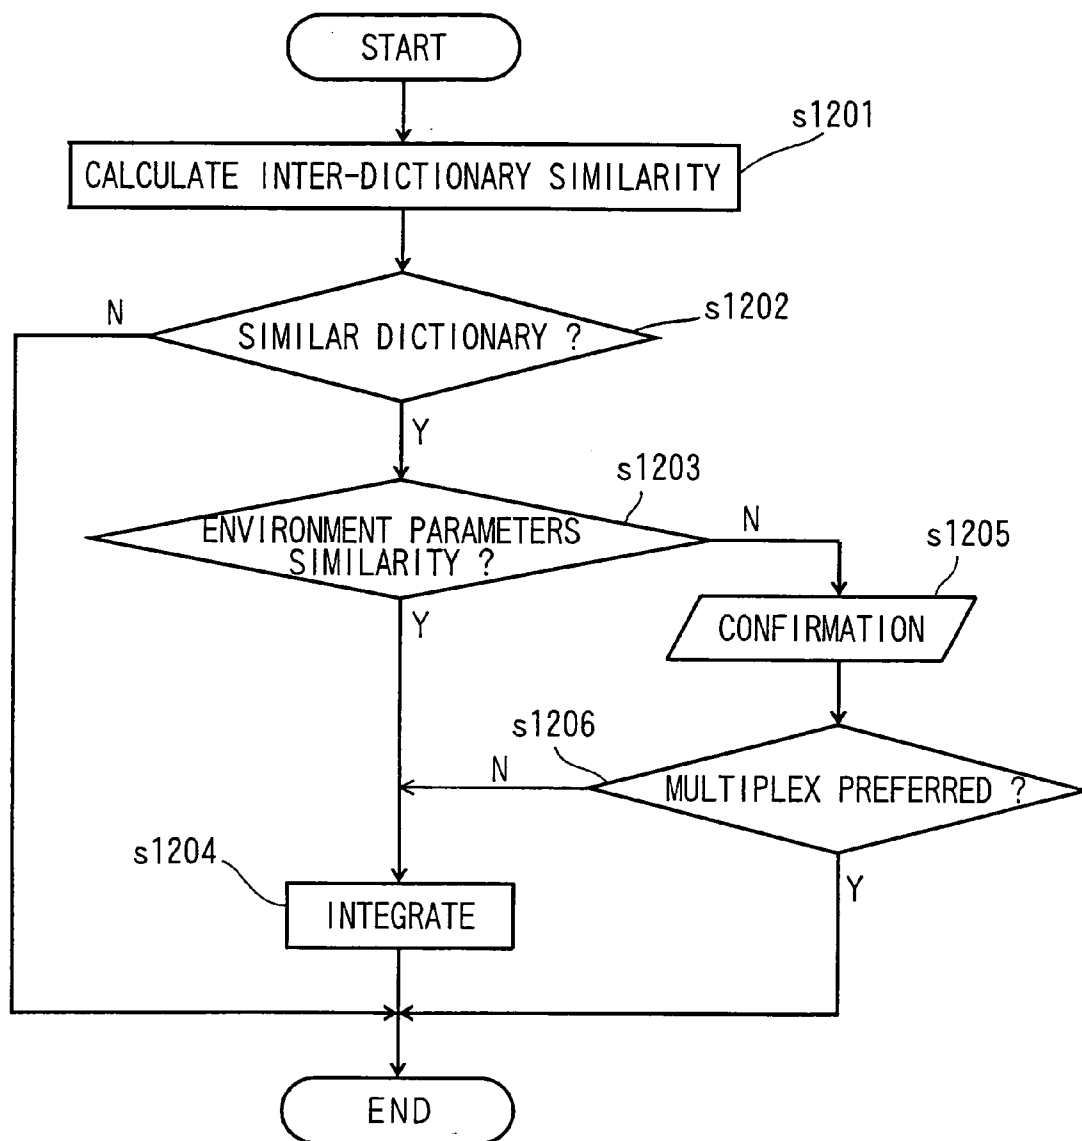 START
s1201
CALCULATE INTER-DICTIONARY SIMILARITY
N
SIMILAR DICTIONARY ?
s1202
Y
s1203
ENVIRONMENT PARAMETERS
SIMILARITY ?
N
s1205
Y
CONFIRMATION
s1206
N
MULTIPLEX PREFERRED ?
s1204
Y
INTEGRATE
END